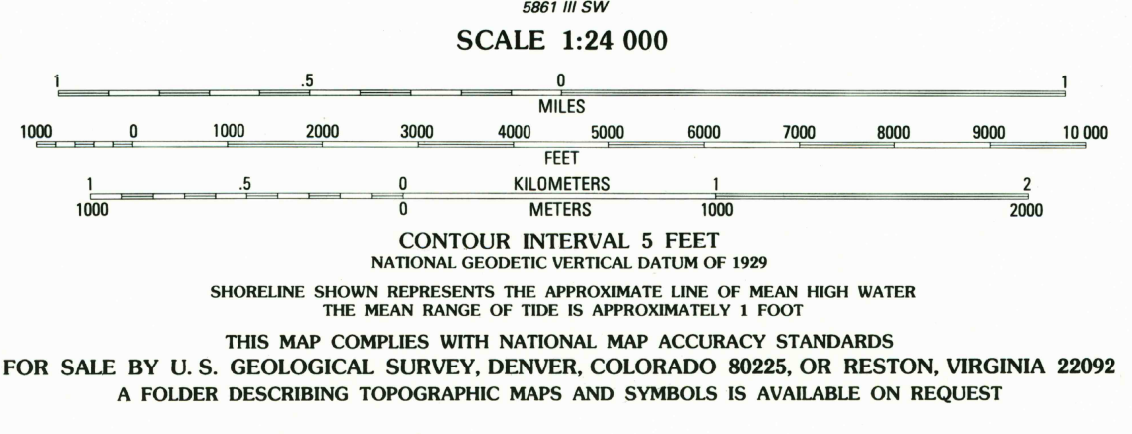 5861 III SW
SCALE 1:24 000
1 .5 0 1
MILES
1000 0 1000 2000 3000 4000 5000 6000 7000 8000 9000 10 000
FEET
1 .5 0 KILOMETERS 1 2
1000 0 METERS 1000 2000
CONTOUR INTERVAL 5 FEET
NATIONAL GEODETIC VERTICAL DATUM OF 1929
SHORELINE SHOWN REPRESENTS THE APPROXIMATE LINE OF MEAN HIGH WATER
THE MEAN RANGE OF TIDE IS APPROXIMATELY 1 FOOT
THIS MAP COMPLIES WITH NATIONAL MAP ACCURACY STANDARDS
FOR SALE BY U. S. GEOLOGICAL SURVEY, DENVER, COLORADO 80225, OR RESTON, VIRGINIA 22092
A FOLDER DESCRIBING TOPOGRAPHIC MAPS AND SYMBOLS IS AVAILABLE ON REQUEST